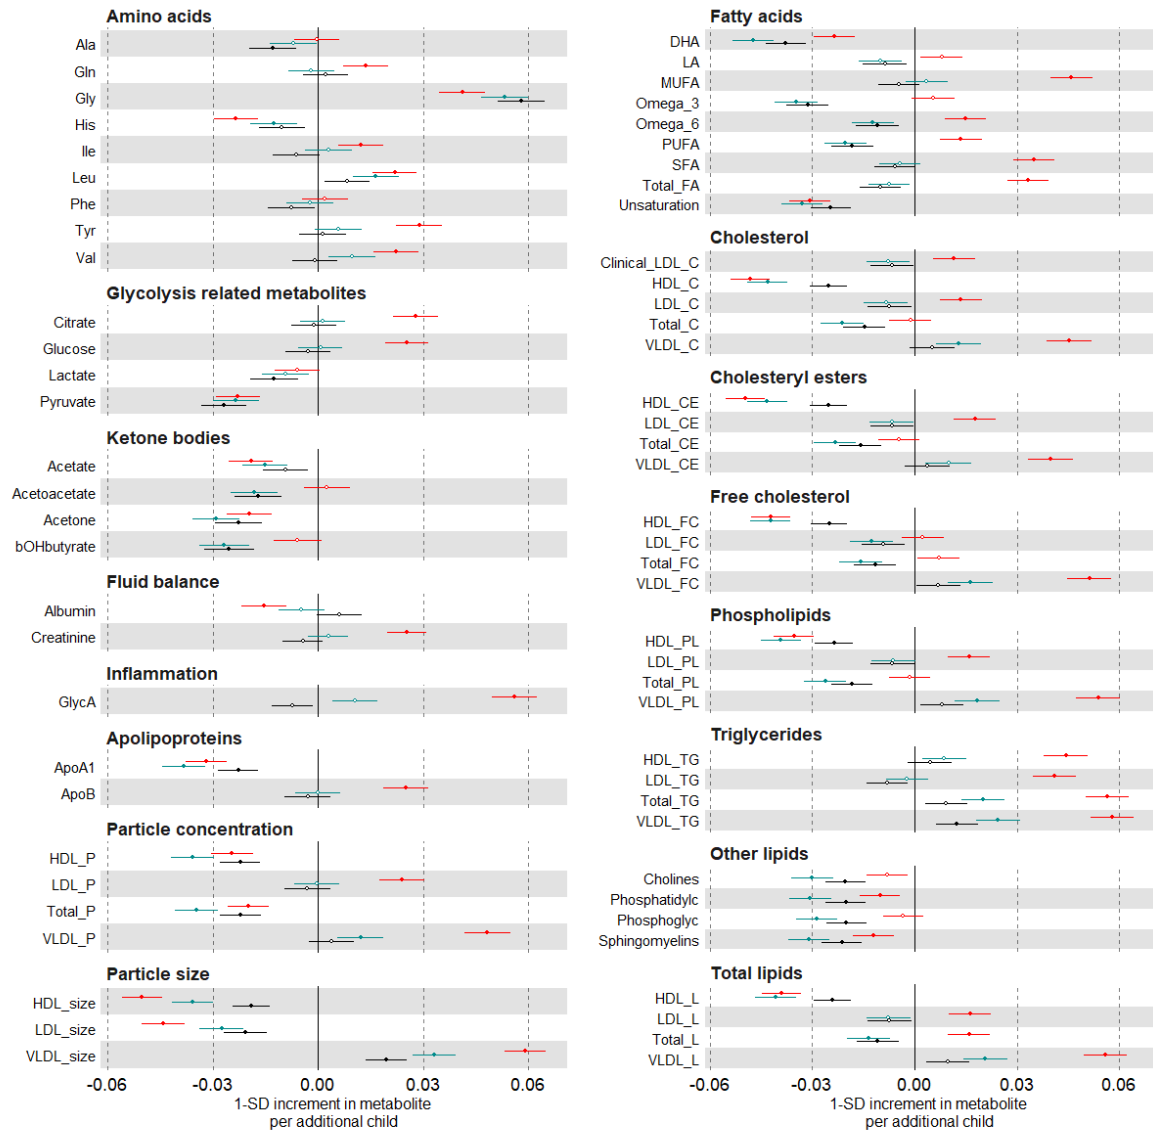 Amino acids
Ala
Gln
Gly
His
Ile
Leu
Phe
Tyr
Val
Glycolysis related metabolites
Citrate
Glucose
Lactate
Pyruvate
Ketone bodies
Acetate
Acetoacetate
Acetone
bOHbutyrate
Fluid balance
Albumin
Creatinine
Inflammation
GlycA
Apolipoproteins
ApoA1
ApoB
Particle concentration
HDL_P
LDL_P
Total_P
VLDL_P
Particle size
HDL_size
LDL_size
VLDL_size
-0.06 -0.03 0.00 0.03 0.06
1-SD increment in metabolite
per additional child
Fatty acids
DHA
LA
MUFA
Omega_3
Omega_6
PUFA
SFA
Total_FA
Unsaturation
Cholesterol
Clinical_LDL_C
HDL_C
LDL_C
Total_C
VLDL_C
Cholesteryl esters
HDL_CE
LDL_CE
Total_CE
VLDL_CE
Free cholesterol
HDL_FC
LDL_FC
Total_FC
VLDL_FC
Phospholipids
HDL_PL
LDL_PL
Total_PL
VLDL_PL
Triglycerides
HDL_TG
LDL_TG
Total_TG
VLDL_TG
Other lipids
Cholines
Phosphatidylc
Phosphoglyc
Sphingomyelins
Total lipids
HDL_L
LDL_L
Total_L
VLDL_L
-0.06 -0.03 0.00 0.03 0.06
1-SD increment in metabolite
per additional child